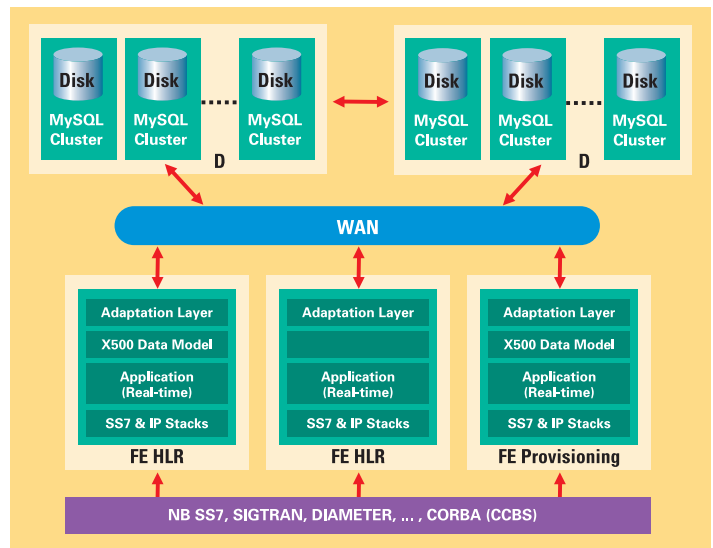 Disk
MySQL
Cluster
Disk
MySQL
Cluster
Disk
MySQL
Cluster
D
Disk
MySQL
Cluster
Disk
MySQL
Cluster
Disk
MySQL
Cluster
D
WAN
Adaptation Layer
X500 Data Model
Application
(Real-time)
SS7 & IP Stacks
FE HLR
Adaptation Layer
Application
(Real-time)
SS7 & IP Stacks
FE HLR
Adaptation Layer
X500 Data Model
Application
(Real-time)
SS7 & IP Stacks
FE Provisioning
NB SS7, SIGTRAN, DIAMETER, ... , CORBA (CCBS)